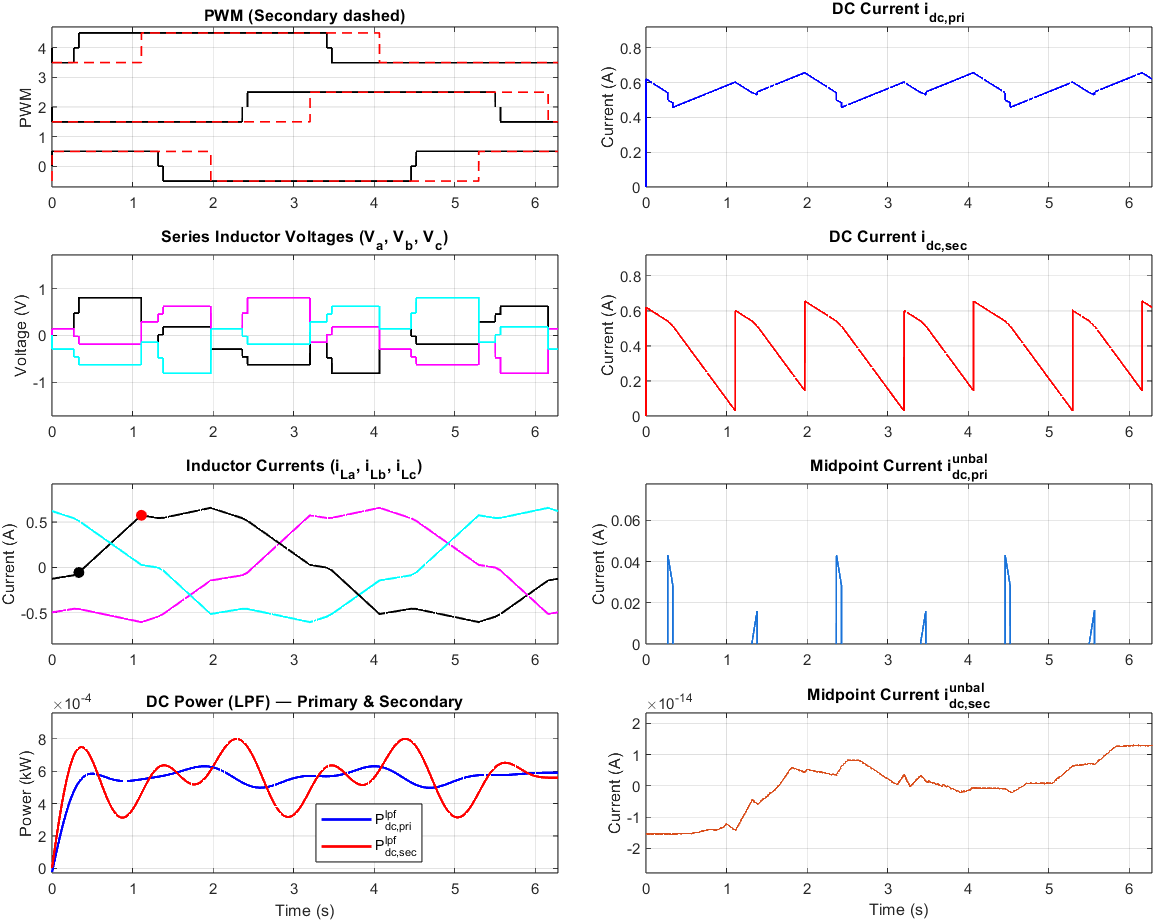 PWM (Secondary dashed)
PWM
4
3
2
1
0
0 1 2 3 4 5 6
DC Current i_dc,pri
Current (A)
0.8
0.6
0.4
0.2
0
0 1 2 3 4 5 6
Series Inductor Voltages (V_a, V_b, V_c)
Voltage (V)
1
0
-1
0 1 2 3 4 5 6
DC Current i_dc,sec
Current (A)
0.8
0.6
0.4
0.2
0
0 1 2 3 4 5 6
Inductor Currents (i_La, i_Lb, i_Lc)
Current (A)
0.5
0
-0.5
0 1 2 3 4 5 6
Midpoint Current i_dc,pri^unbal
Current (A)
0.06
0.04
0.02
0
0 1 2 3 4 5 6
DC Power (LPF) — Primary & Secondary
×10^-4
Power (kW)
8
6
4
2
0
P_dc,pri^lpf
P_dc,sec^lpf
0 1 2 3 4 5 6
Time (s)
Midpoint Current i_dc,sec^unbal
×10^-14
Current (A)
2
1
0
-1
-2
0 1 2 3 4 5 6
Time (s)